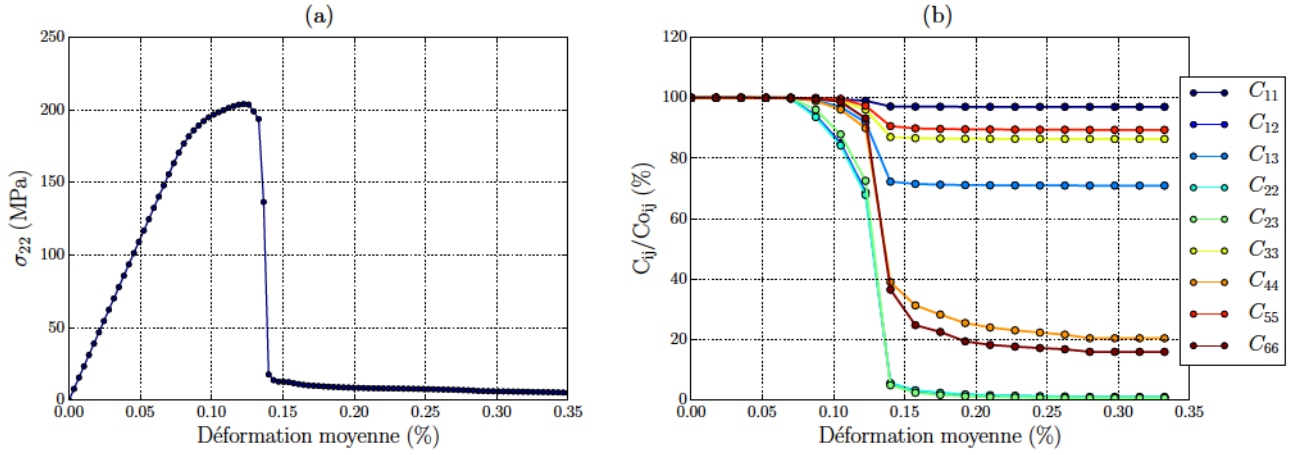 (a)
250
200
150
100
50
0
0.00 0.05 0.10 0.15 0.20 0.25 0.30 0.35
σ22 (MPa)
Déformation moyenne (%)
(b)
120
100
80
60
40
20
0
0.00 0.05 0.10 0.15 0.20 0.25 0.30 0.35
Cij/Coij (%)
Déformation moyenne (%)
C11
C12
C13
C22
C23
C33
C44
C55
C66